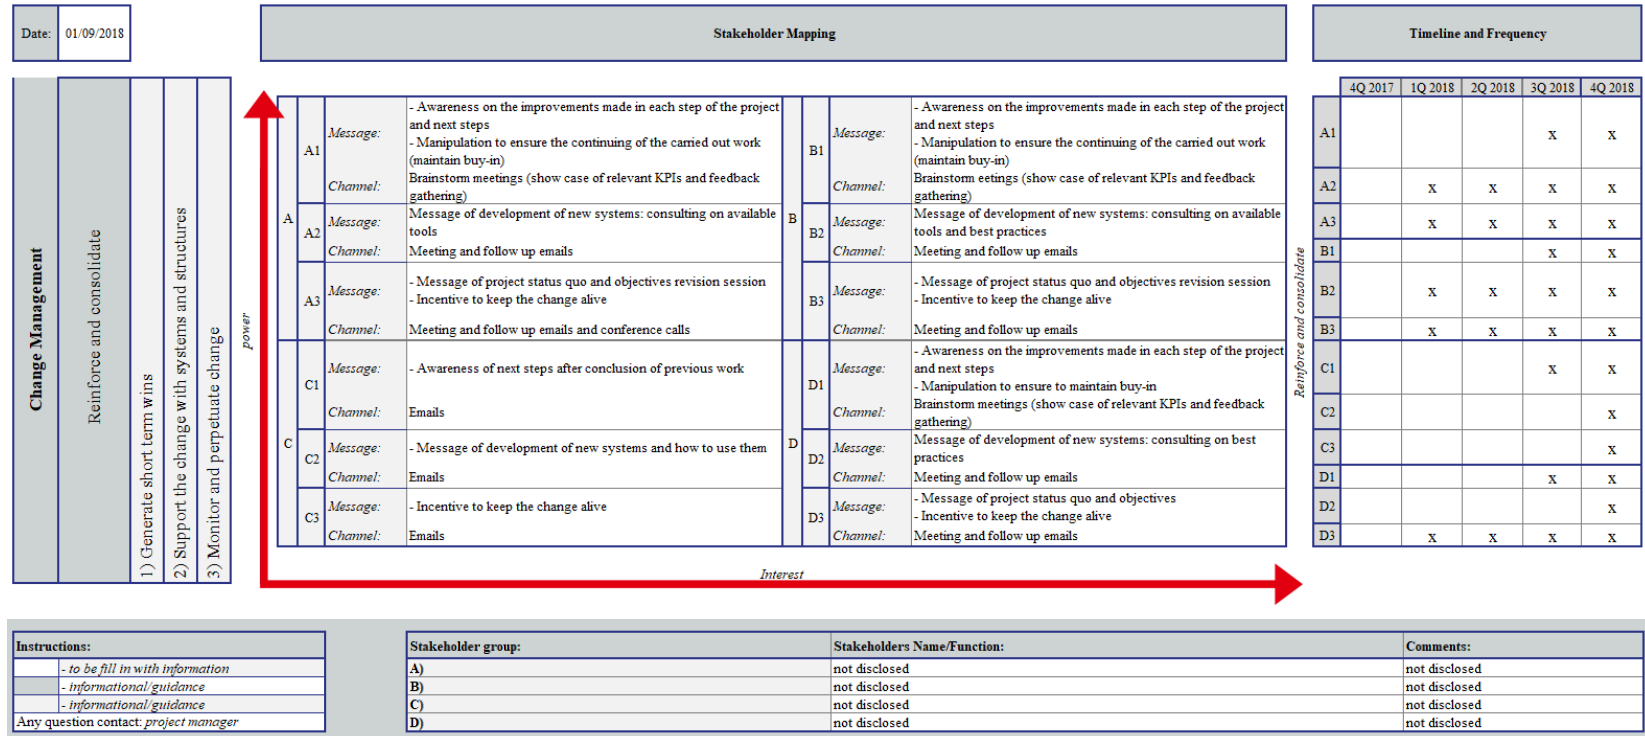 Date:
01/09/2018
Stakeholder Mapping
Timeline and Frequency
Change Management
Reinforce and consolidate
1) Generate short term wins
2) Support the change with systems and structures
3) Monitor and perpetuate change
power
A
A1
Message:
- Awareness on the improvements made in each step of the project
and next steps
- Manipulation to ensure the continuing of the carried out work
(maintain buy-in)
Channel:
Brainstorm meetings (show case of relevant KPIs and feedback
gathering)
A2
Message:
Message of development of new systems: consulting on available
tools
Channel:
Meeting and follow up emails
A3
Message:
- Message of project status quo and objectives revision session
- Incentive to keep the change alive
Channel:
Meeting and follow up emails and conference calls
B
B1
Message:
- Awareness on the improvements made in each step of the project
and next steps
- Manipulation to ensure the continuing of the carried out work
(maintain buy-in)
Channel:
Brainstorm eetings (show case of relevant KPIs and feedback
gathering)
B2
Message:
Message of development of new systems: consulting on available
tools and best practices
Channel:
Meeting and follow up emails
B3
Message:
- Message of project status quo and objectives revision session
- Incentive to keep the change alive
Channel:
Meeting and follow up emails
C
C1
Message:
- Awareness of next steps after conclusion of previous work
Channel:
Emails
C2
Message:
- Message of development of new systems and how to use them
Channel:
Emails
C3
Message:
- Incentive to keep the change alive
Channel:
Emails
D
D1
Message:
- Awareness on the improvements made in each step of the project
and next steps
- Manipulation to ensure to maintain buy-in
Channel:
Brainstorm meetings (show case of relevant KPIs and feedback
gathering)
D2
Message:
Message of development of new systems: consulting on best
practices
Channel:
Meeting and follow up emails
D3
Message:
- Message of project status quo and objectives
- Incentive to keep the change alive
Channel:
Meeting and follow up emails
Interest
Reinforce and consolidate
4Q 2017 1Q 2018 2Q 2018 3Q 2018 4Q 2018
A1 x x
A2 x x x x
A3 x x x x
B1 x x
B2 x x x x
B3 x x x x
C1 x x
C2 x
C3 x
D1 x x
D2 x
D3 x x x x
Instructions:
- to be fill in with information
- informational/guidance
- informational/guidance
Any question contact: project manager
Stakeholder group: Stakeholders Name/Function: Comments:
A) not disclosed not disclosed
B) not disclosed not disclosed
C) not disclosed not disclosed
D) not disclosed not disclosed